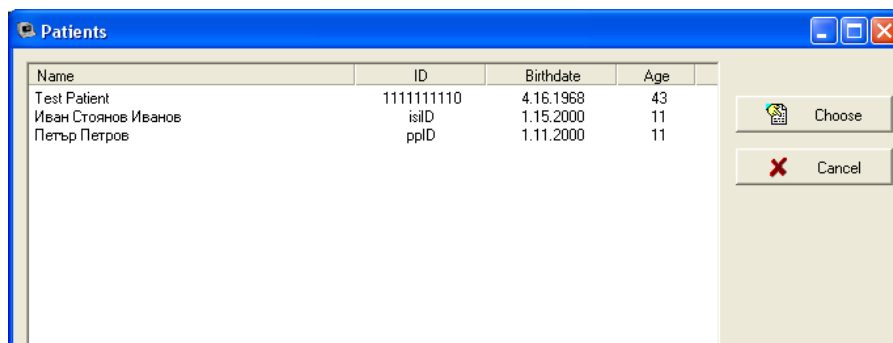 Patients
Name ID Birthdate Age
Test Patient 1111111110 4.16.1968 43
Иван Стоянов Иванов isiID 1.15.2000 11
Петър Петров ppID 1.11.2000 11
Choose
Cancel